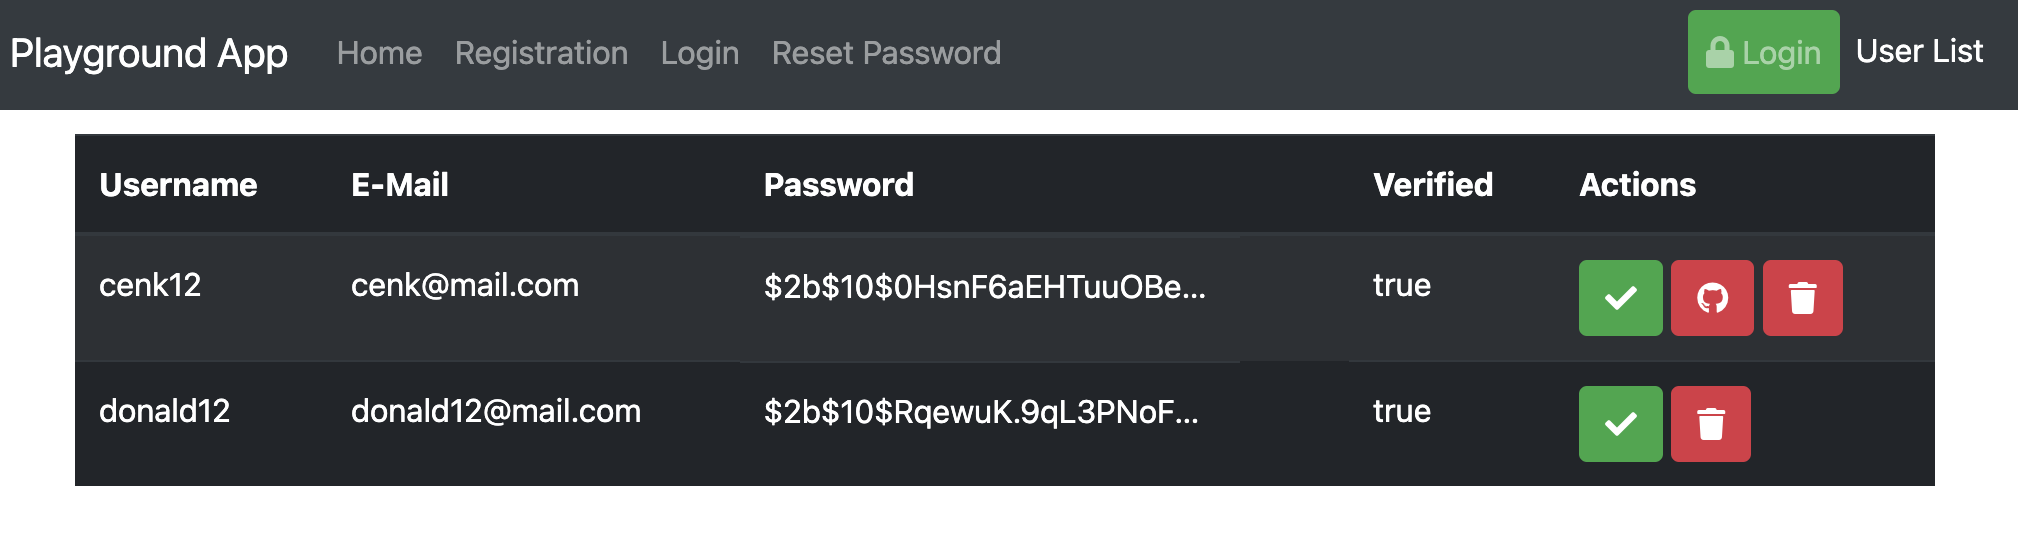 Playground App Home Registration Login Reset Password Login User List
Username E-Mail Password Verified Actions
cenk12 cenk@mail.com $2b$10$0HsnF6aEHTuuOBe... true
donald12 donald12@mail.com $2b$10$RqewuK.9qL3PNoF... true